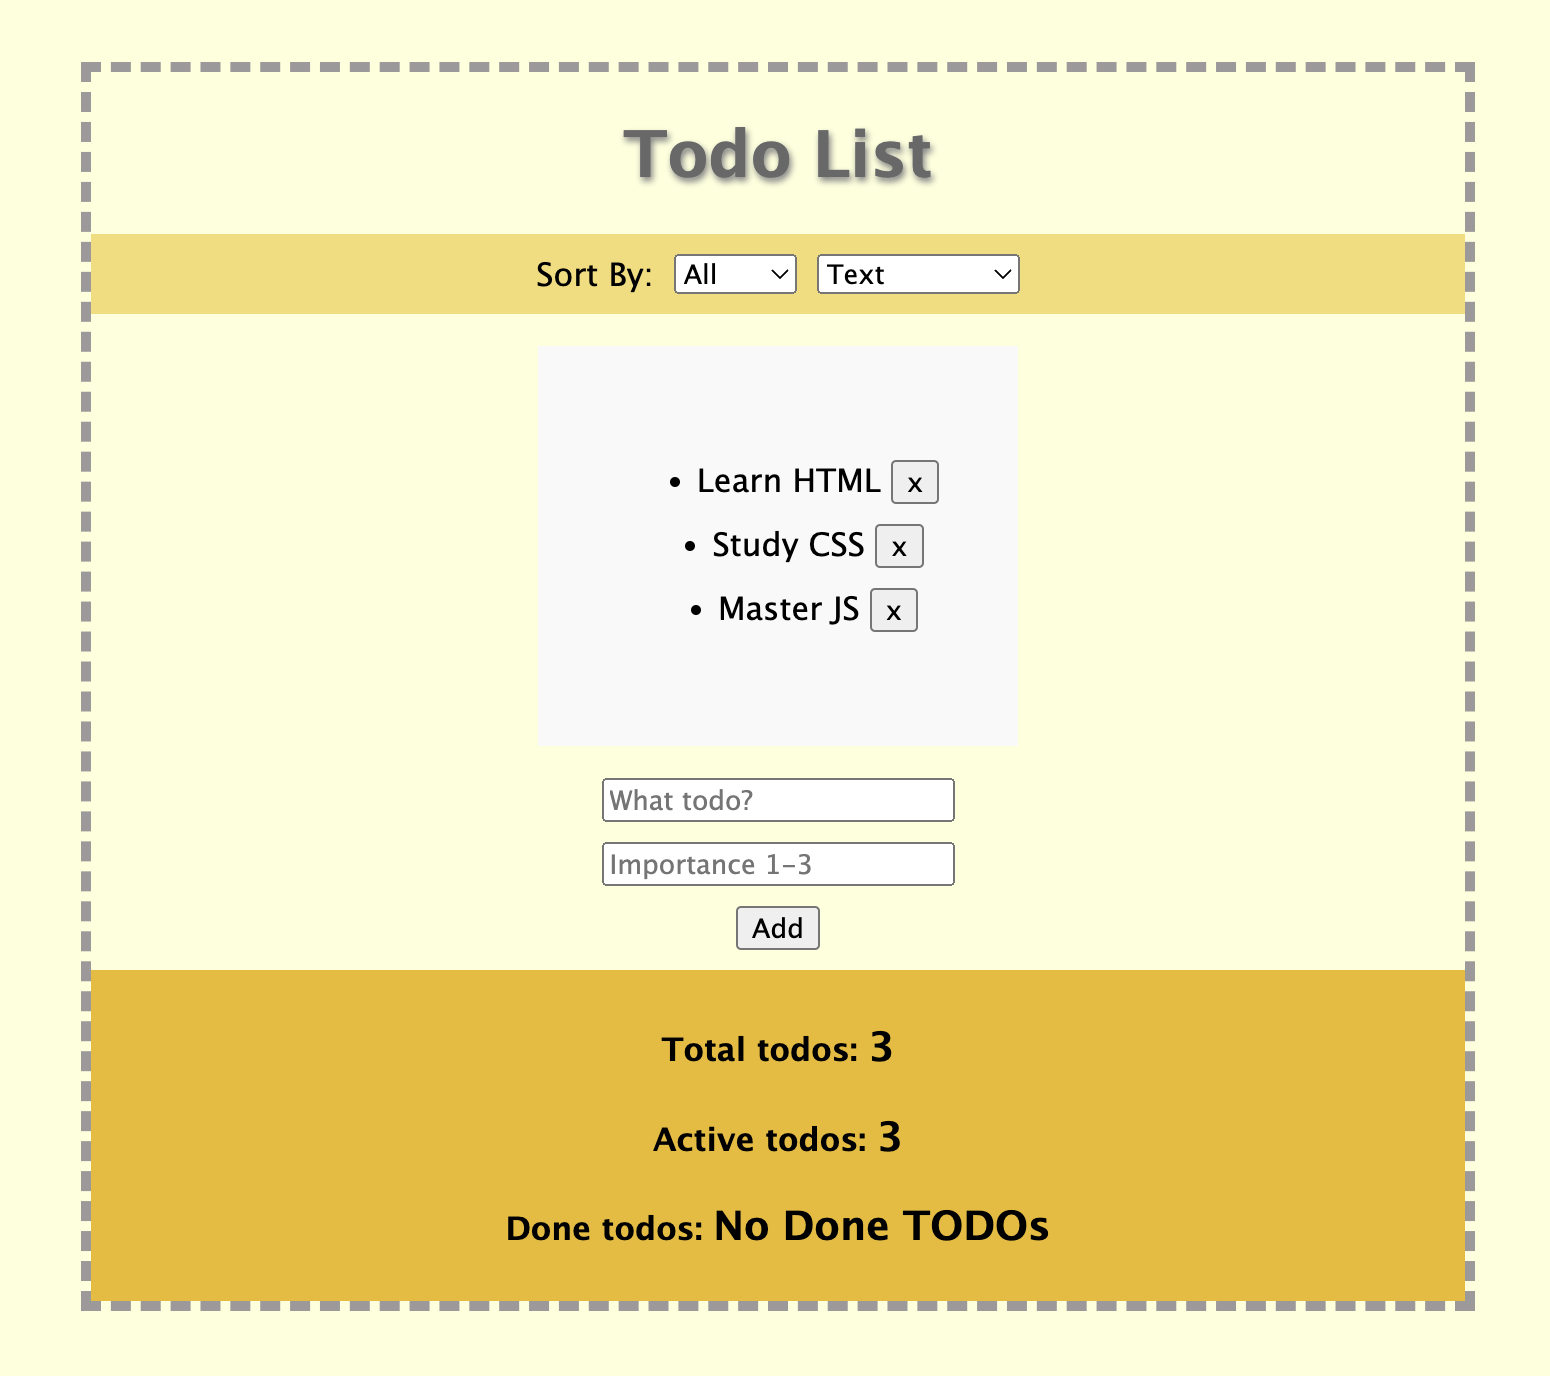 Todo List
Sort By: All Text
Learn HTML x
Study CSS x
Master JS x
What todo?
Importance 1-3
Add
Total todos: 3
Active todos: 3
Done todos: No Done TODOs